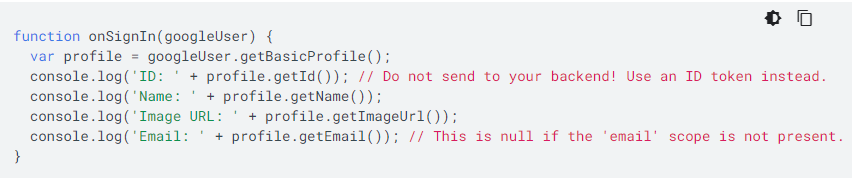 function onSignIn(googleUser) {
  var profile = googleUser.getBasicProfile();
  console.log('ID: ' + profile.getId()); // Do not send to your backend! Use an ID token instead.
  console.log('Name: ' + profile.getName());
  console.log('Image URL: ' + profile.getImageUrl());
  console.log('Email: ' + profile.getEmail()); // This is null if the 'email' scope is not present.
}